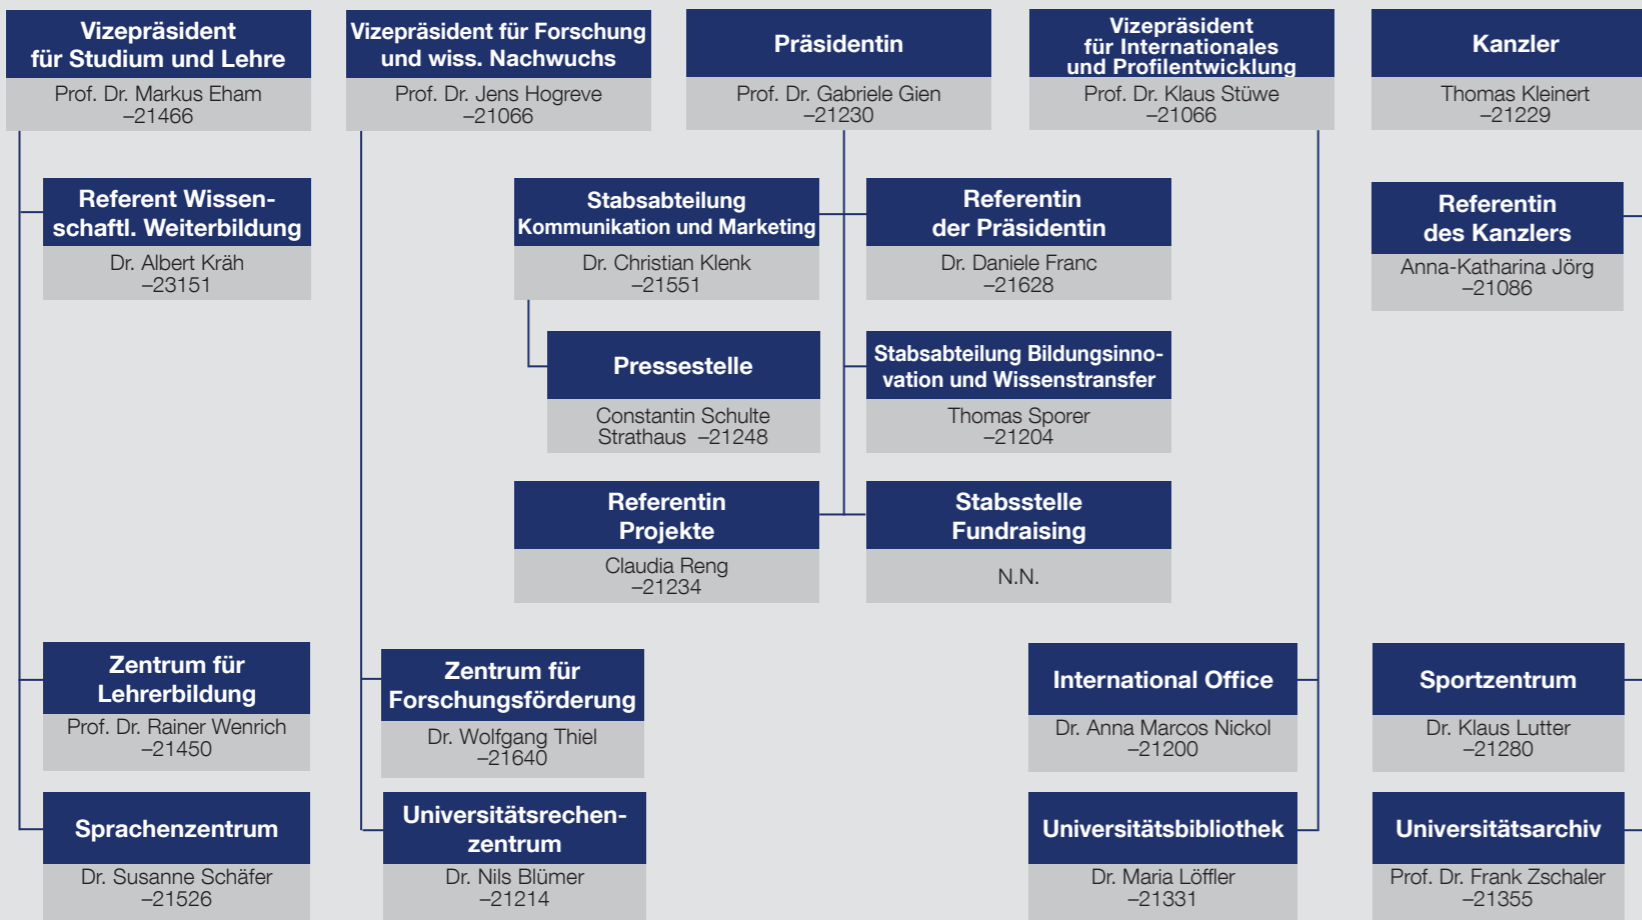 Vizepräsident
für Studium und Lehre
Prof. Dr. Markus Eham
–21466
Vizepräsident für Forschung
und wiss. Nachwuchs
Prof. Dr. Jens Hogreve
–21066
Präsidentin
Prof. Dr. Gabriele Gien
–21230
Vizepräsident
für Internationales
und Profilentwicklung
Prof. Dr. Klaus Stüwe
–21066
Kanzler
Thomas Kleinert
–21229
Referent Wissen-
schaftl. Weiterbildung
Dr. Albert Kräh
–23151
Stabsabteilung
Kommunikation und Marketing
Dr. Christian Klenk
–21551
Referentin
der Präsidentin
Dr. Daniele Franc
–21628
Referentin
des Kanzlers
Anna-Katharina Jörg
–21086
Pressestelle
Constantin Schulte
Strathaus –21248
Stabsabteilung Bildungsinno-
vation und Wissenstransfer
Thomas Sporer
–21204
Referentin
Projekte
Claudia Reng
–21234
Stabsstelle
Fundraising
N.N.
Zentrum für
Lehrerbildung
Prof. Dr. Rainer Wenrich
–21450
Zentrum für
Forschungsförderung
Dr. Wolfgang Thiel
–21640
International Office
Dr. Anna Marcos Nickol
–21200
Sportzentrum
Dr. Klaus Lutter
–21280
Sprachenzentrum
Dr. Susanne Schäfer
–21526
Universitätsrechen-
zentrum
Dr. Nils Blümer
–21214
Universitätsbibliothek
Dr. Maria Löffler
–21331
Universitätsarchiv
Prof. Dr. Frank Zschaler
–21355